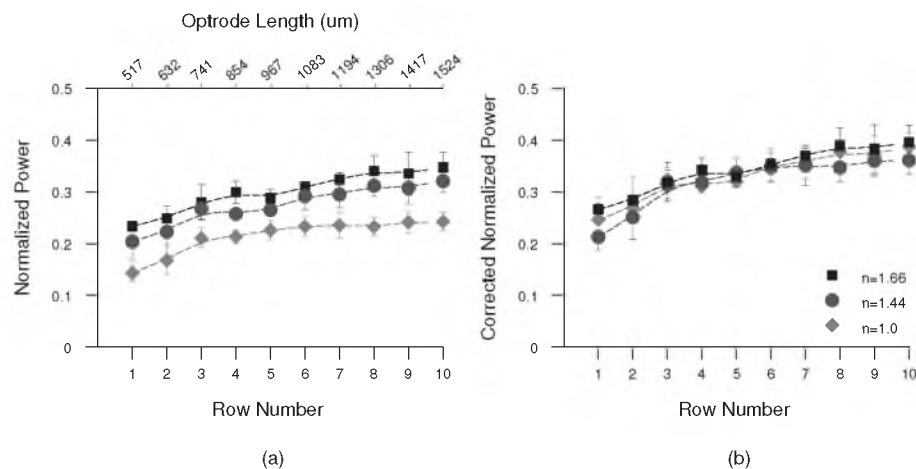 Optrode Length (um)
517 632 741 854 967 1083 1194 1306 1417 1524
0.5 0.4 0.3 0.2 0.1 0
Normalized Power
1 2 3 4 5 6 7 8 9 10
Row Number
(a)
0.5 0.4 0.3 0.2 0.1 0
Corrected Normalized Power
n=1.66
n=1.44
n=1.0
1 2 3 4 5 6 7 8 9 10
Row Number
(b)